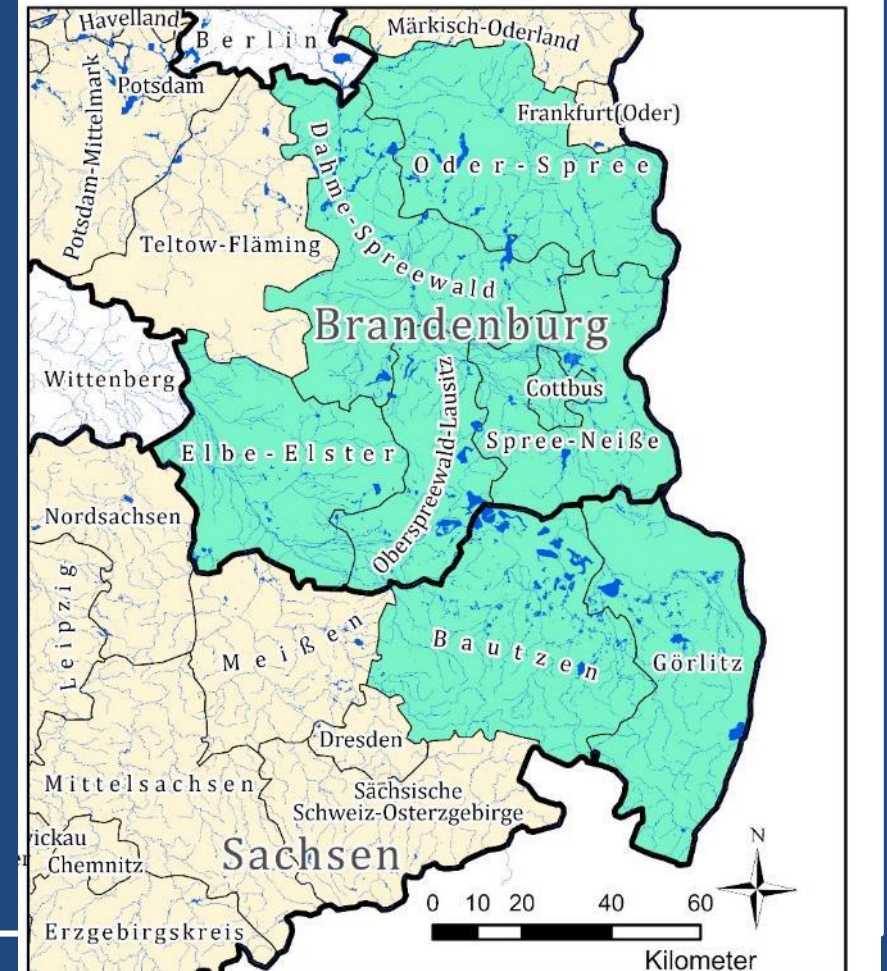 Havelland
Berlin
Märkisch-Oderland
Potsdam
Potsdam-Mittelmark
Frankfurt(Oder)
Oder-Spree
Dahme-Spreewald
Teltow-Fläming
Brandenburg
Wittenberg
Cottbus
Oberspreewald-Lausitz
Spree-Neiße
Elbe-Elster
Nordsachsen
Leipzig
Meißen
Bautzen
Görlitz
Dresden
Mittelsachsen
Sächsische
Schweiz-Osterzgebirge
Sachsen
Chemnitz
Erzgebirgskreis
N
0 10 20 40 60
Kilometer